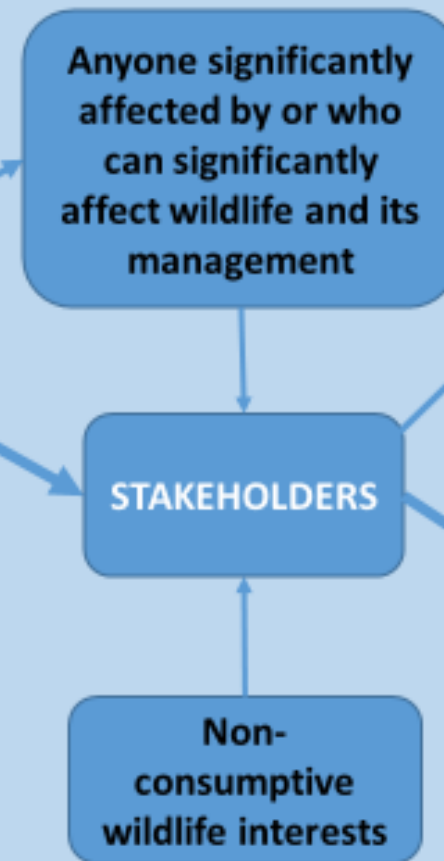 Anyone significantly
affected by or who
can significantly
affect wildlife and its
management
STAKEHOLDERS
Non-
consumptive
wildlife interests